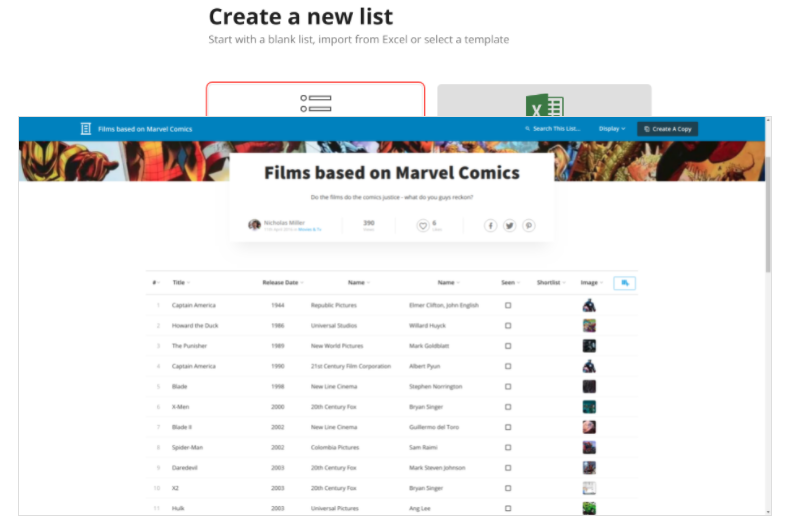 Create a new list
Start with a blank list, import from Excel or select a template
Films based on Marvel Comics
Search This List...
Display
Create A Copy
Films based on Marvel Comics
Do the films do the comics justice - what do you guys reckon?
Nicholas Miller
390
6
Views
Likes
# Title Release Date Name Name Seen Shortlist Image
1 Captain America 1944 Republic Pictures Elmer Clifton, John English
2 Howard the Duck 1986 Universal Studios Willard Huyck
3 The Punisher 1989 New World Pictures Mark Goldblatt
4 Captain America 1990 21st Century Film Corporation Albert Pyun
5 Blade 1998 New Line Cinema Stephen Norrington
6 X-Men 2000 20th Century Fox Bryan Singer
7 Blade II 2002 New Line Cinema Guillermo del Toro
8 Spider-Man 2002 Colombia Pictures Sam Raimi
9 Daredevil 2003 20th Century Fox Mark Steven Johnson
10 X2 2003 20th Century Fox Bryan Singer
11 Hulk 2003 Universal Pictures Ang Lee